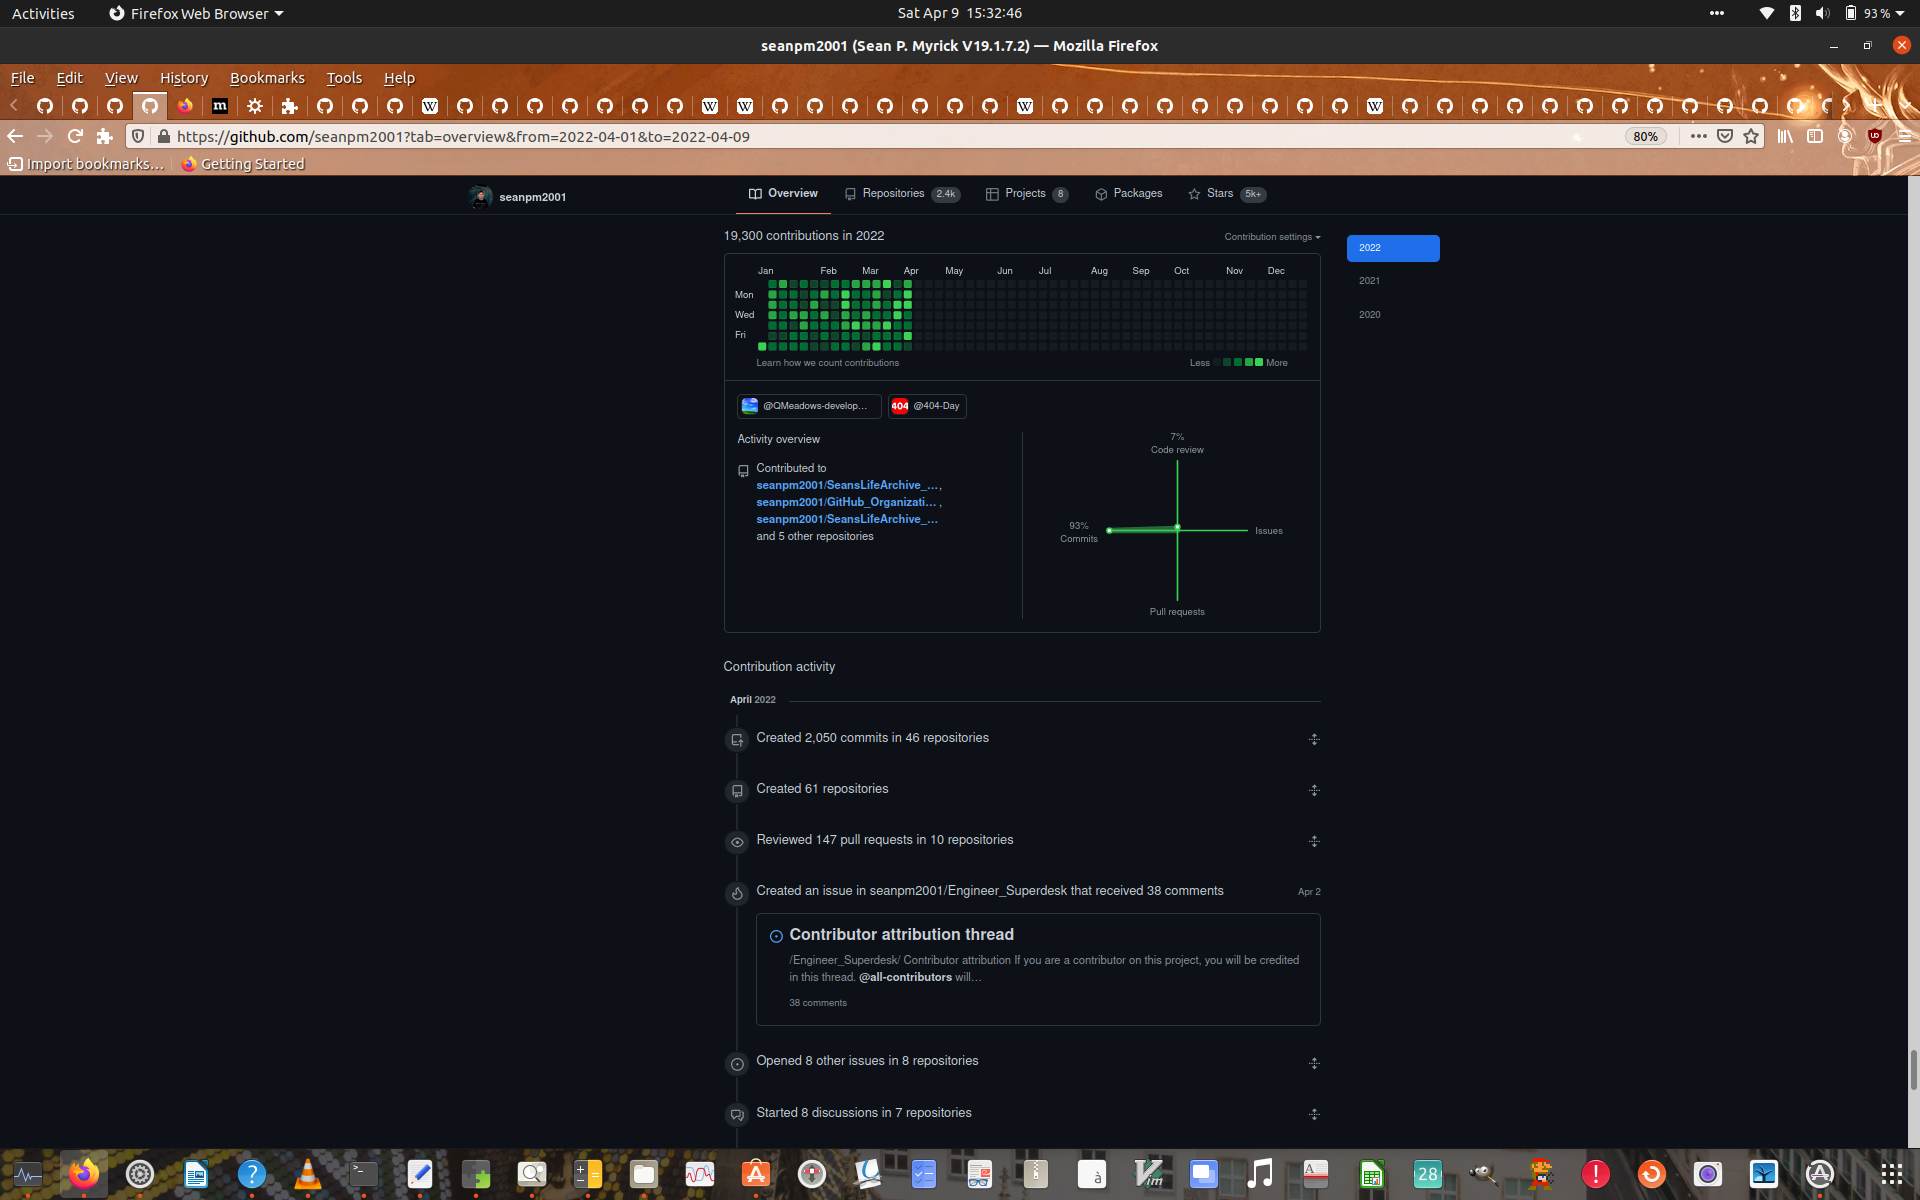 Activities
Firefox Web Browser
Sat Apr 9 15:32:46
93 %
seanpm2001 (Sean P. Myrick V19.1.7.2) — Mozilla Firefox
File Edit View History Bookmarks Tools Help
https://github.com/seanpm2001?tab=overview&from=2022-04-01&to=2022-04-09
80%
Import bookmarks...
Getting Started
seanpm2001
Overview
Repositories 2.4k
Projects 8
Packages
Stars 5k+
19,300 contributions in 2022
Contribution settings
2022
2021
2020
Jan Feb Mar Apr May Jun Jul Aug Sep Oct Nov Dec
Mon
Wed
Fri
Learn how we count contributions
Less
More
@QMeadows-develop...
404 @404-Day
Activity overview
Contributed to
seanpm2001/SeansLifeArchive_...,
seanpm2001/GitHub_Organizati... ,
seanpm2001/SeansLifeArchive_...
and 5 other repositories
7%
Code review
93%
Commits
Issues
Pull requests
Contribution activity
April 2022
Created 2,050 commits in 46 repositories
Created 61 repositories
Reviewed 147 pull requests in 10 repositories
Created an issue in seanpm2001/Engineer_Superdesk that received 38 comments
Apr 2
Contributor attribution thread
/Engineer_Superdesk/ Contributor attribution If you are a contributor on this project, you will be credited
in this thread. @all-contributors will...
38 comments
Opened 8 other issues in 8 repositories
Started 8 discussions in 7 repositories
28